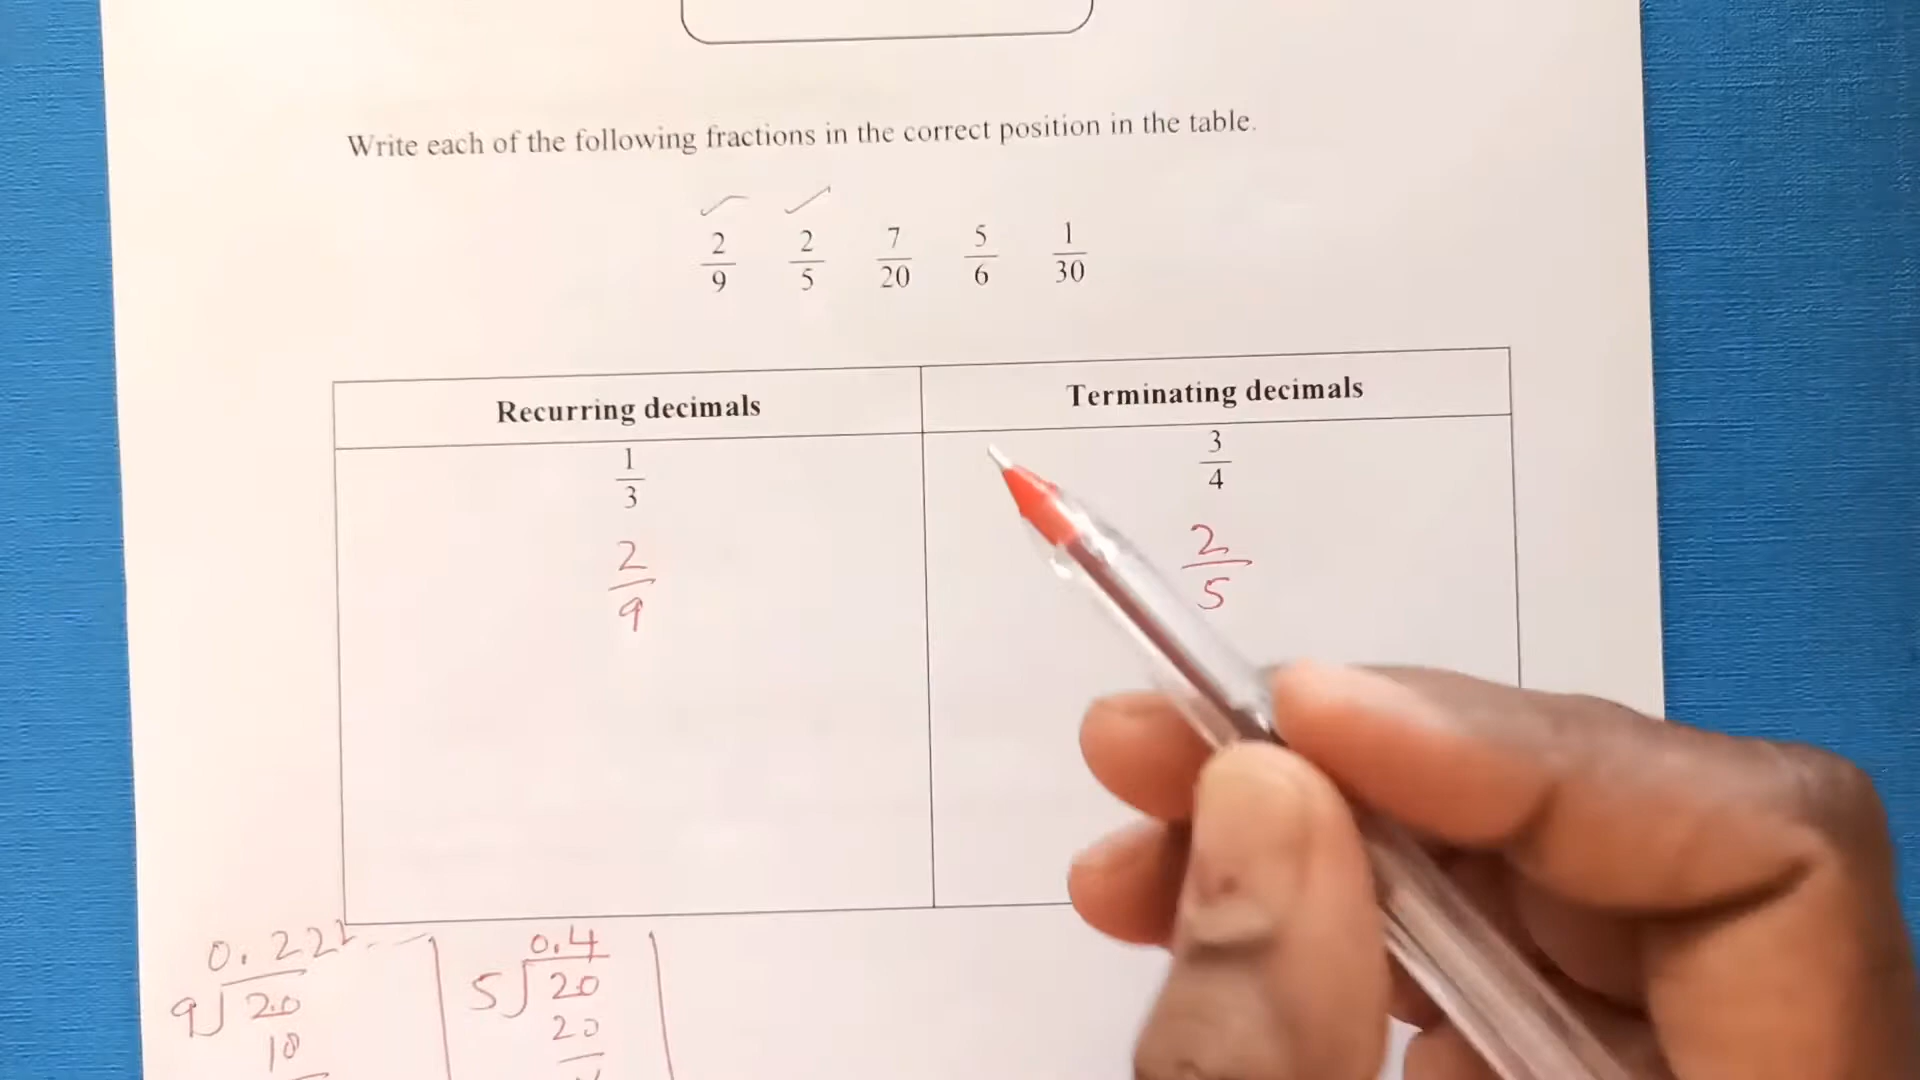 Write each of the following fractions in the correct position in the table.
2/9 2/5 7/20 5/6 1/30
Recurring decimals Terminating decimals
1/3 3/4
2/9 2/5
0.222... 0.4
9 20 5 20
18 20